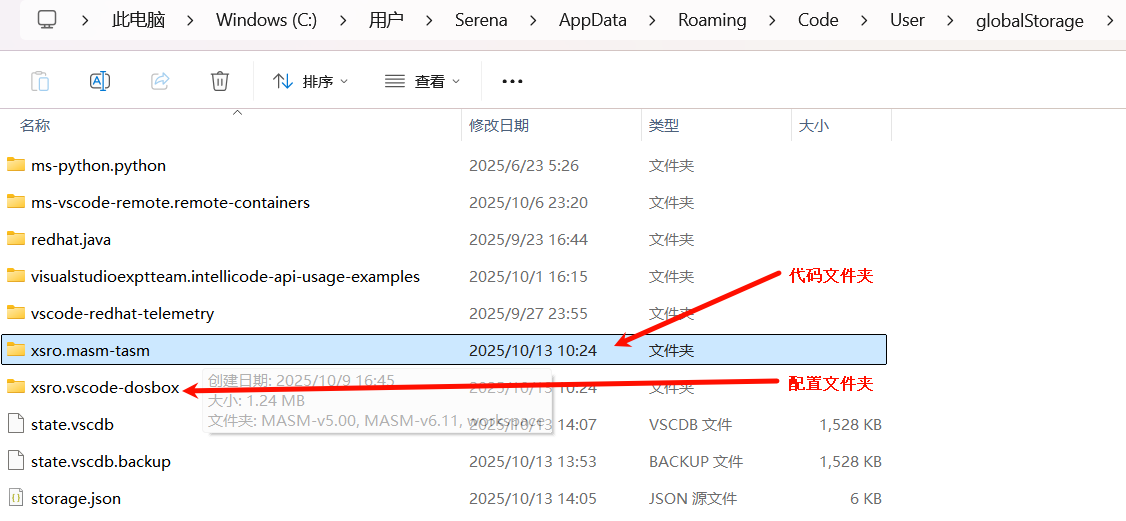 此电脑 > Windows (C:) > 用户 > Serena > AppData > Roaming > Code > User > globalStorage >
排序 查看
名称 修改日期 类型 大小
ms-python.python 2025/6/23 5:26 文件夹
ms-vscode-remote.remote-containers 2025/10/6 23:20 文件夹
redhat.java 2025/9/23 16:44 文件夹
visualstudioexptteam.intellicode-api-usage-examples 2025/10/1 16:15 文件夹 代码文件夹
vscode-redhat-telemetry 2025/9/27 23:55 文件夹
xsro.masm-tasm 2025/10/13 10:24 文件夹
xsro.vscode-dosbox 2025/10/13 10:24 文件夹 配置文件夹
创建日期: 2025/10/9 16:45
大小: 1.24 MB
文件夹: MASM-v5.00, MASM-v6.11, workspace
state.vscdb 2025/10/13 14:07 VSCDB 文件 1,528 KB
state.vscdb.backup 2025/10/13 13:53 BACKUP 文件 1,528 KB
storage.json 2025/10/13 14:05 JSON 源文件 6 KB